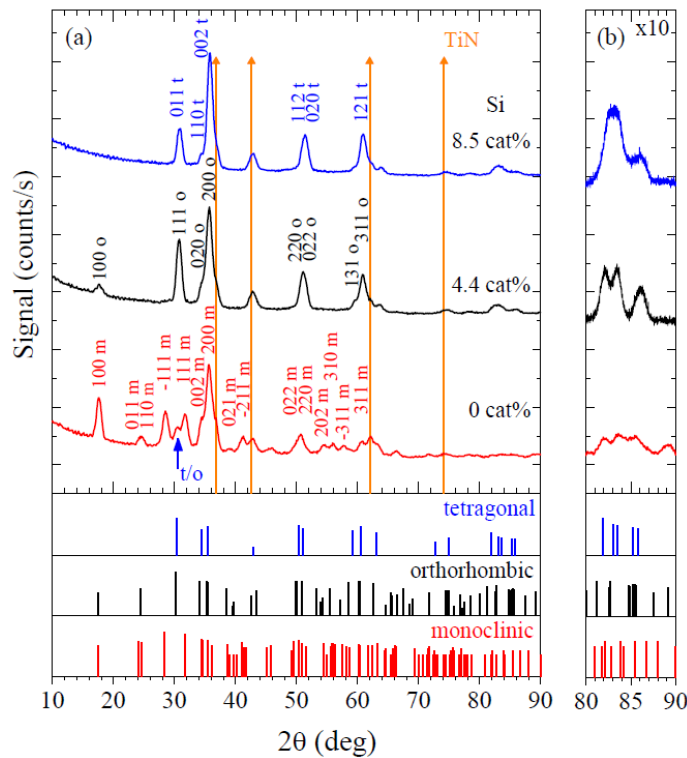 (a)
TiN
(b)
x10
002 t
011 t
110 t
112 t
020 t
121 t
Si
8.5 cat%
100 o
111 o
020 o
200 o
220 o
022 o
131 o
311 o
4.4 cat%
100 m
011 m
110 m
-111 m
111 m
002 m
200 m
021 m
-211 m
022 m
220 m
202 m
310 m
-311 m
311 m
0 cat%
t/o
tetragonal
orthorhombic
monoclinic
Signal (counts/s)
10 20 30 40 50 60 70 80 90
80 85 90
2θ (deg)